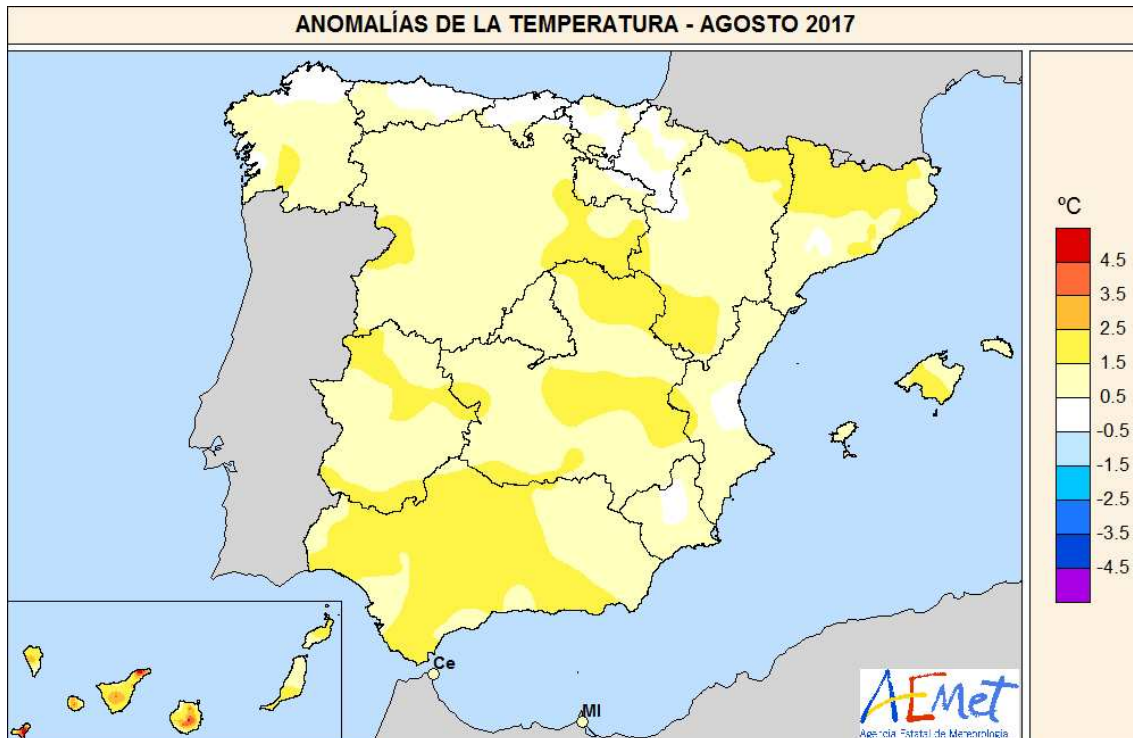 ANOMALÍAS DE LA TEMPERATURA - AGOSTO 2017
ºC
4.5
3.5
2.5
1.5
0.5
-0.5
-1.5
-2.5
-3.5
-4.5
Ce
Ml
AEMet
Agencia Estatal de Meteorología